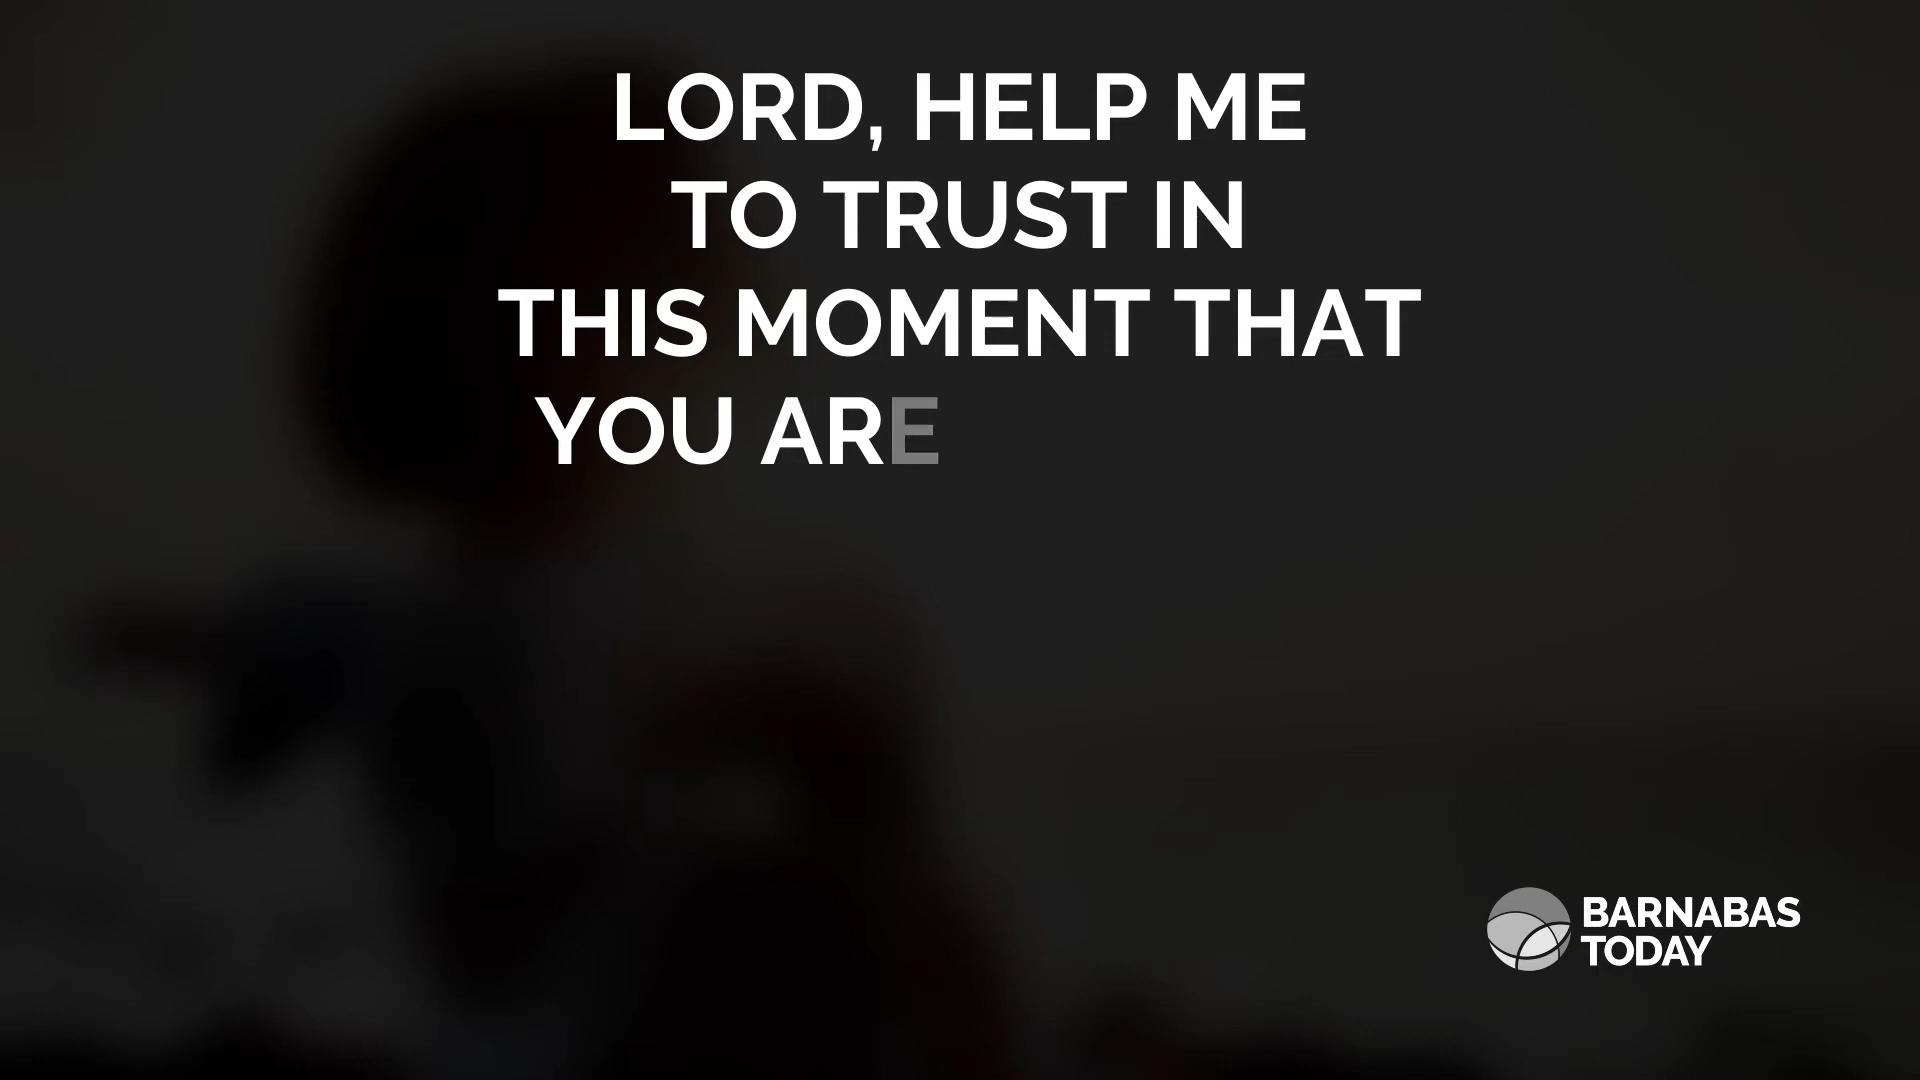 LORD, HELP ME
TO TRUST IN
THIS MOMENT THAT
YOU ARE
BARNABAS
TODAY